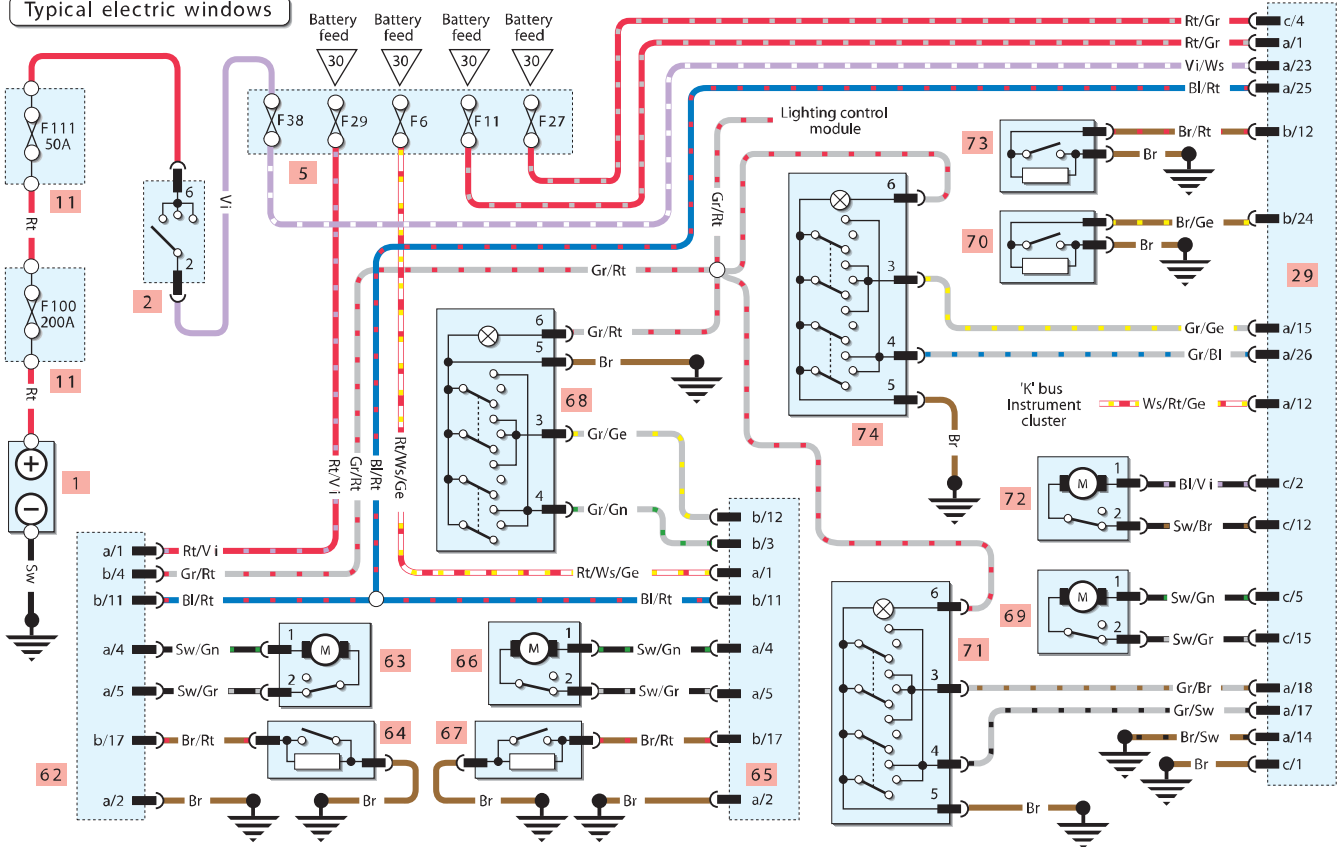 Typical electric windows
Battery feed
Battery feed
Battery feed
Battery feed
30
30
30
30
F38
F29
F6
F11
F27
5
F111
50A
11
Rt
F100
200A
11
Rt
1
Sw
6
2
2
Vi
Rt/Gr
c/4
Rt/Gr
a/1
Vi/Ws
a/23
Bl/Rt
a/25
Lighting control
module
Gr/Rt
Gr/Rt
73
Br/Rt
b/12
Br
70
Br/Ge
b/24
Br
29
6
3
4
5
74
Gr/Ge
a/15
Gr/Bl
a/26
Br
'K' bus
Instrument
cluster
Ws/Rt/Ge
a/12
6
Gr/Rt
5
Br
68
3
Gr/Ge
4
Gr/Gn
Rt/Vi
Gr/Rt
Bl/Rt
Rt/Ws/Ge
72
M
1
Bl/Vi
c/2
2
Sw/Br
c/12
69
M
1
Sw/Gn
c/5
2
Sw/Gr
c/15
a/1
Rt/Vi
b/4
Gr/Rt
b/11
Bl/Rt
a/4
Sw/Gn
a/5
Sw/Gr
b/17
Br/Rt
a/2
Br
62
1
M
2
63
64
Br
b/12
b/3
Rt/Ws/Ge
a/1
Bl/Rt
b/11
66
M
1
2
Sw/Gn
a/4
Sw/Gr
a/5
67
Br/Rt
b/17
65
Br
Br
a/2
6
71
3
4
5
Gr/Br
a/18
Gr/Sw
a/17
Br/Sw
a/14
Br
c/1
Br